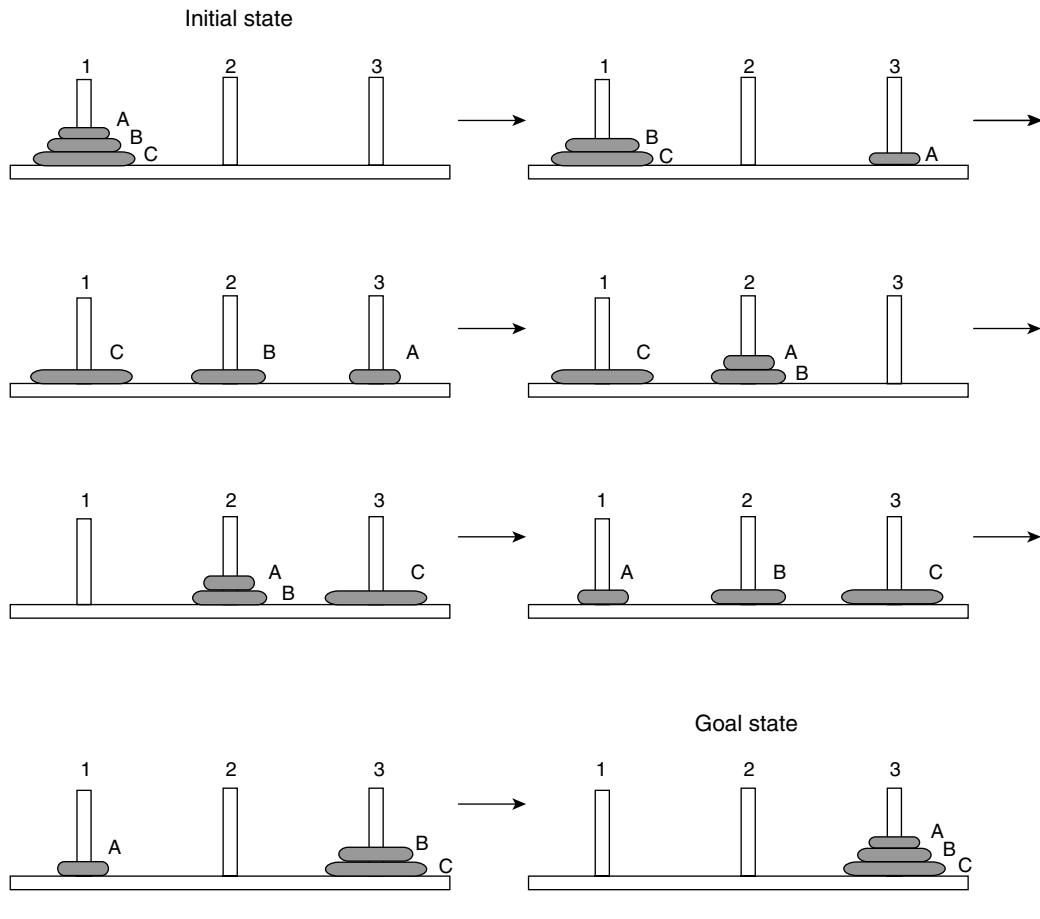 Initial state
1 2 3
A
B
C
1 2 3
B
C A
1 2 3
C B A
1 2 3
C A
B
1 2 3
A C
B
1 2 3
A B C
Goal state
1 2 3
A B
C
1 2 3
A
B
C